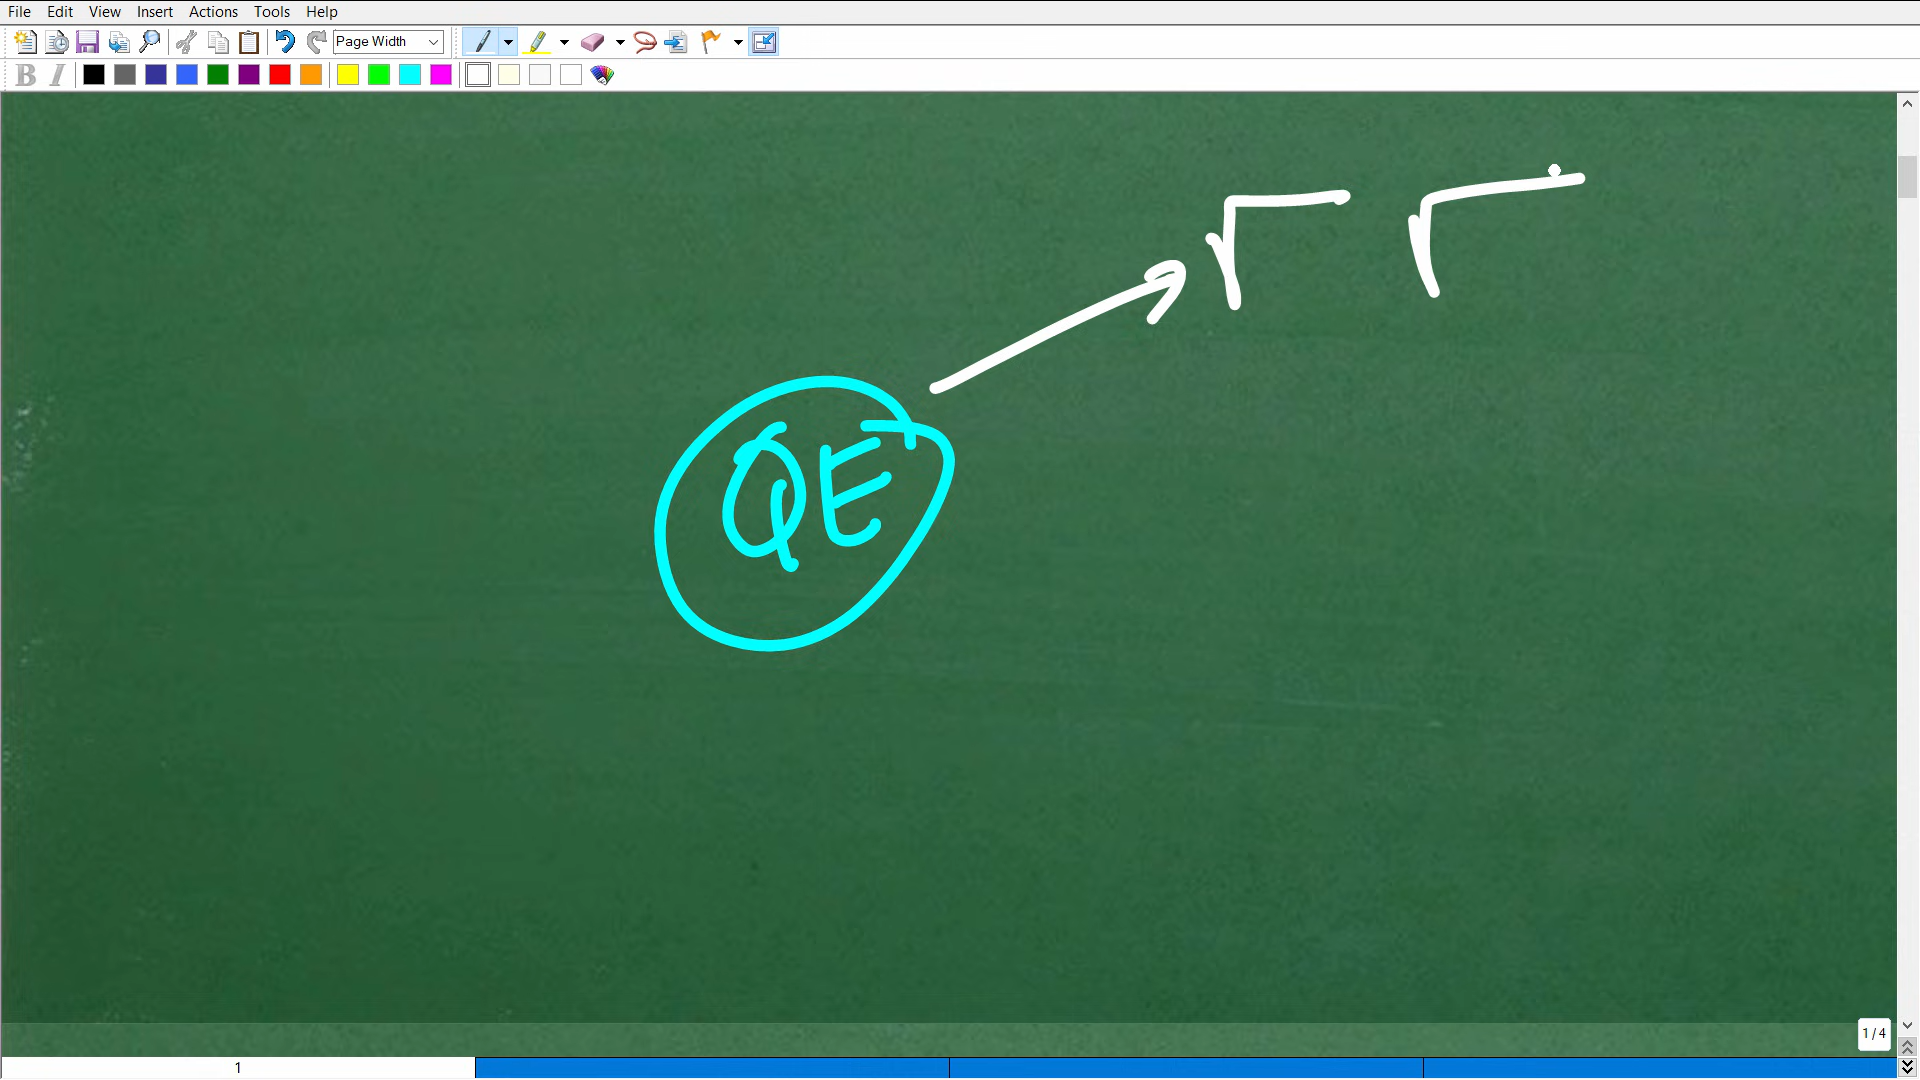 File Edit View Insert Actions Tools Help
Page Width
B I
√ √
QE
1 / 4
1